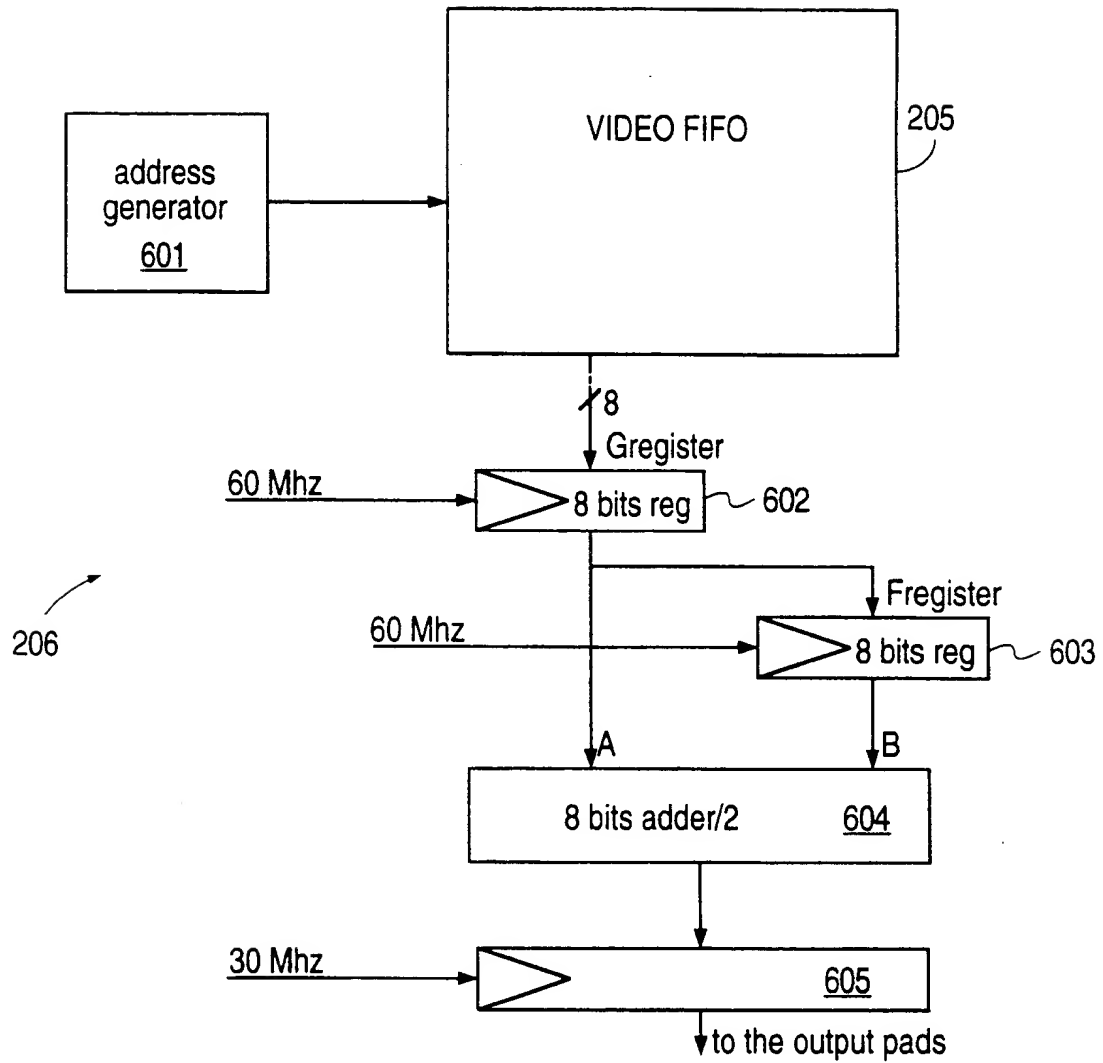 VIDEO FIFO
205
address
generator
601
8
Gregister
60 Mhz
8 bits reg
602
Fregister
206
60 Mhz
8 bits reg
603
A
B
8 bits adder/2
604
30 Mhz
605
to the output pads